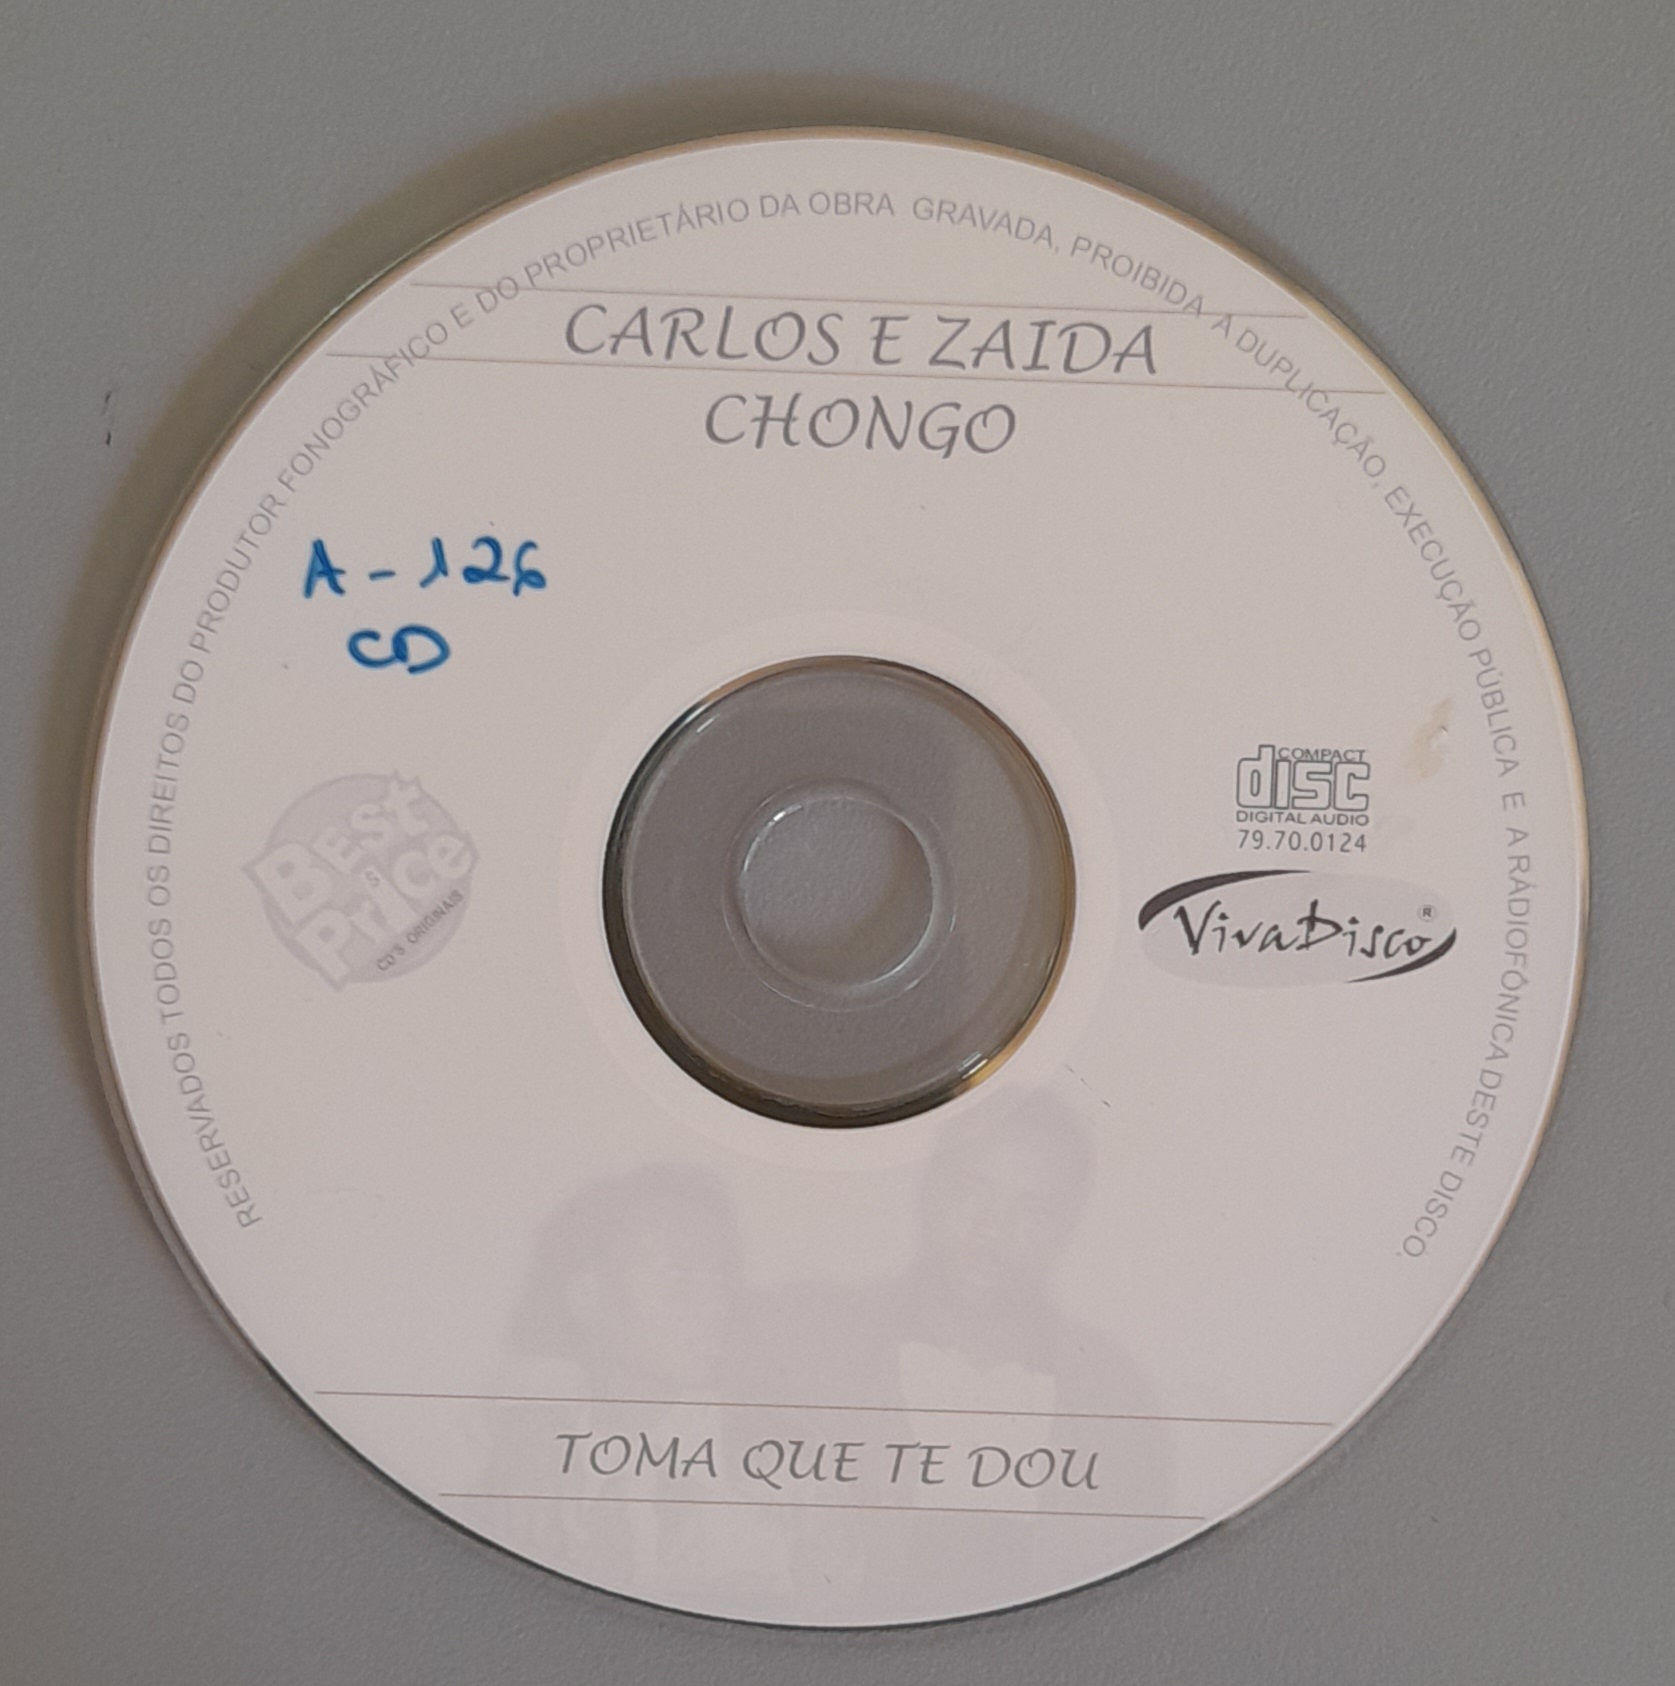 RESERVADOS TODOS OS DIREITOS DO PRODUTOR FONOGRÁFICO E DO PROPRIETÁRIO DA OBRA GRAVADA, PROIBIDA A DUPLICAÇÃO, EXECUÇÃO PÚBLICA E A RÁDIOFÓNICA DESTE DISCO.
CARLOS E ZAIDA
CHONGO
A - 126
CD
BEST
S
PrIce
CD'S ORIGINAIS
COMPACT
disc
DIGITAL AUDIO
79.70.0124
VivaDisco ®
TOMA QUE TE DOU